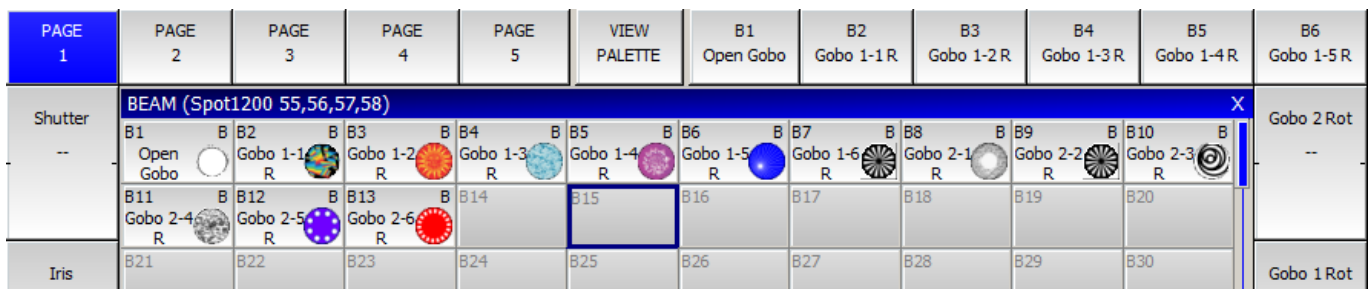 PAGE
1
PAGE
2
PAGE
3
PAGE
4
PAGE
5
VIEW
PALETTE
B1
Open Gobo
B2
Gobo 1-1 R
B3
Gobo 1-2 R
B4
Gobo 1-3 R
B5
Gobo 1-4 R
B6
Gobo 1-5 R
Shutter
--
BEAM (Spot1200 55,56,57,58) X
B1 B
Open
Gobo
B2 B
Gobo 1-1
R
B3 B
Gobo 1-2
R
B4 B
Gobo 1-3
R
B5 B
Gobo 1-4
R
B6 B
Gobo 1-5
R
B7 B
Gobo 1-6
R
B8 B
Gobo 2-1
R
B9 B
Gobo 2-2
R
B10 B
Gobo 2-3
R
Gobo 2 Rot
--
B11 B
Gobo 2-4
R
B12 B
Gobo 2-5
R
B13 B
Gobo 2-6
R
B14
B15
B16
B17
B18
B19
B20
Iris
B21
B22
B23
B24
B25
B26
B27
B28
B29
B30
Gobo 1 Rot